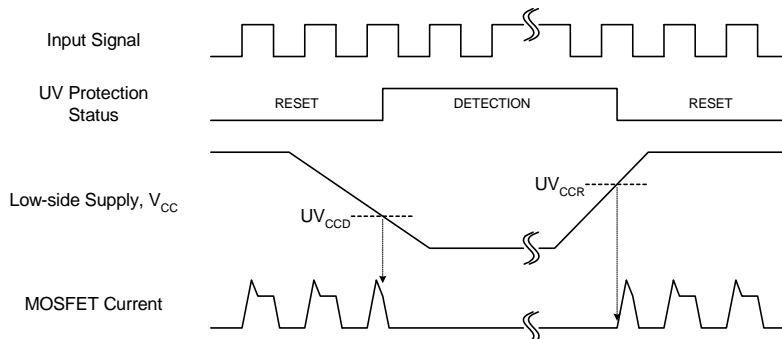 Input Signal
UV Protection
Status
RESET
DETECTION
RESET
Low-side Supply, VCC
UVCCD
UVCCR
MOSFET Current